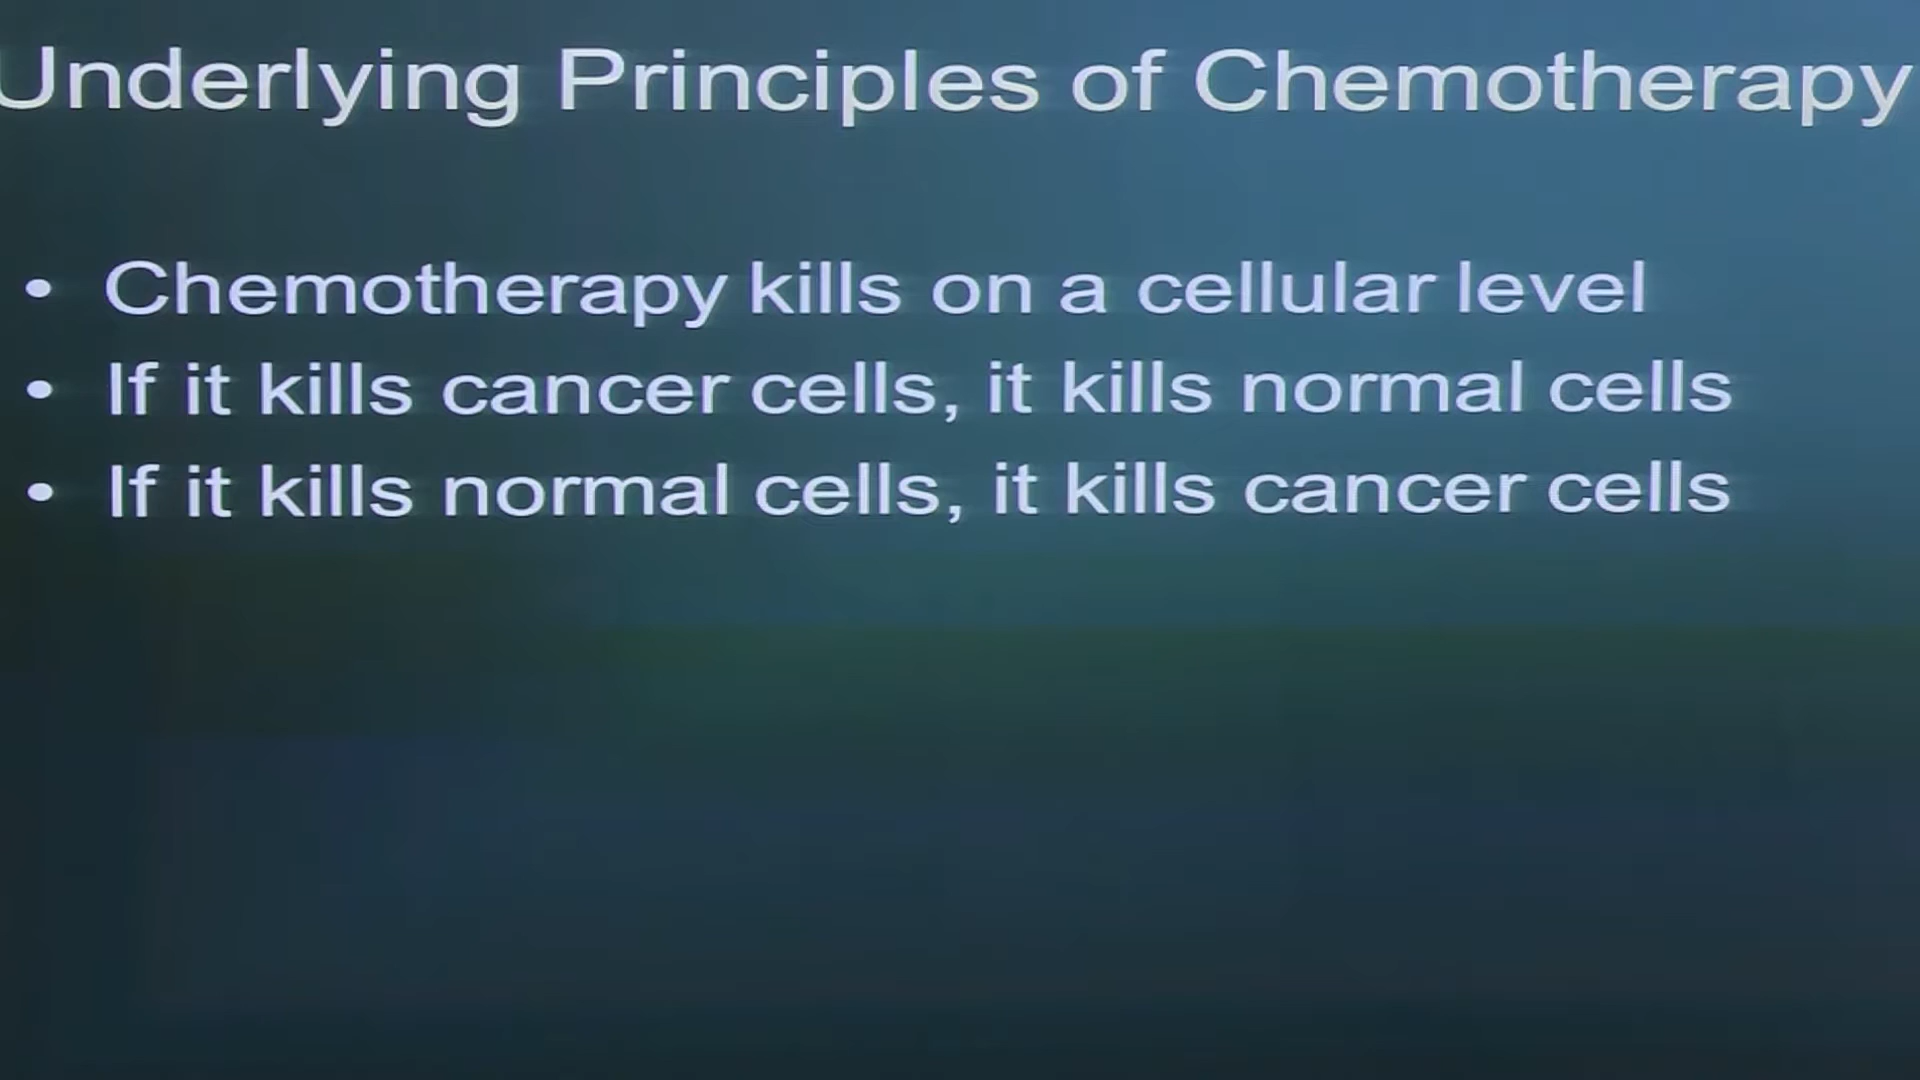 Underlying Principles of Chemotherapy
• Chemotherapy kills on a cellular level
• If it kills cancer cells, it kills normal cells
• If it kills normal cells, it kills cancer cells